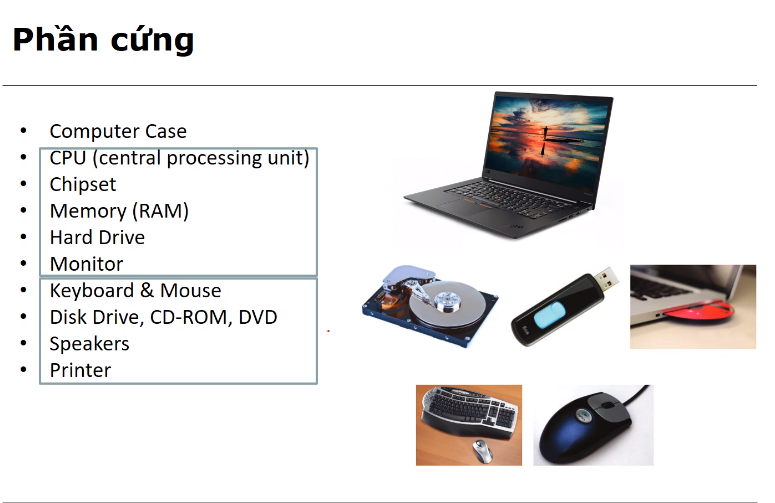 Phần cứng
• Computer Case
• CPU (central processing unit)
• Chipset
• Memory (RAM)
• Hard Drive
• Monitor
• Keyboard & Mouse
• Disk Drive, CD-ROM, DVD
• Speakers
• Printer